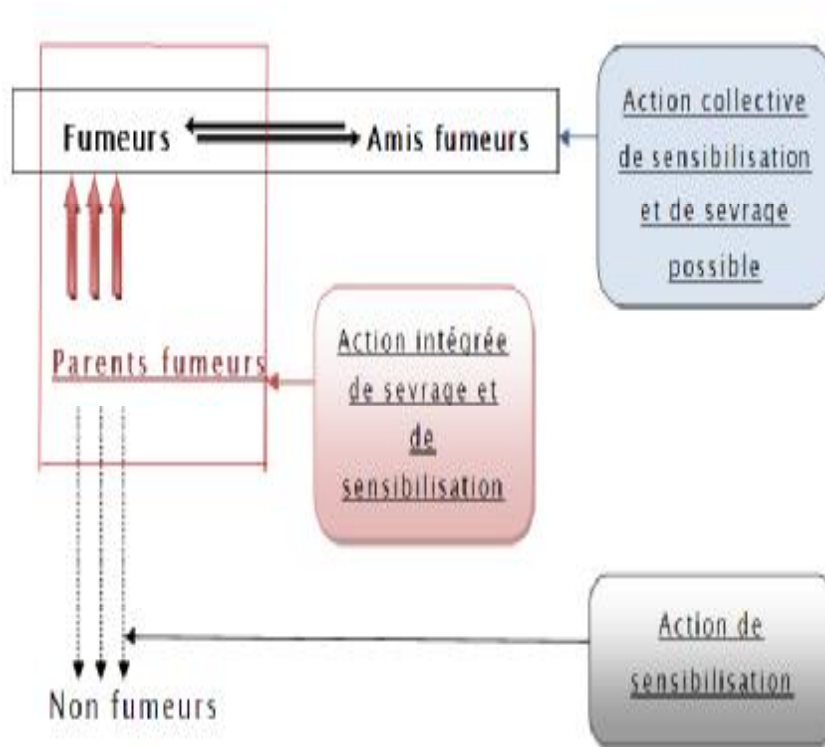 Fumeurs
Amis fumeurs
Action collective
de sensibilisation
et de sevrage
possible
Parents fumeurs
Action intégrée
de sevrage et
de
sensibilisation
Action de
sensibilisation
Non fumeurs